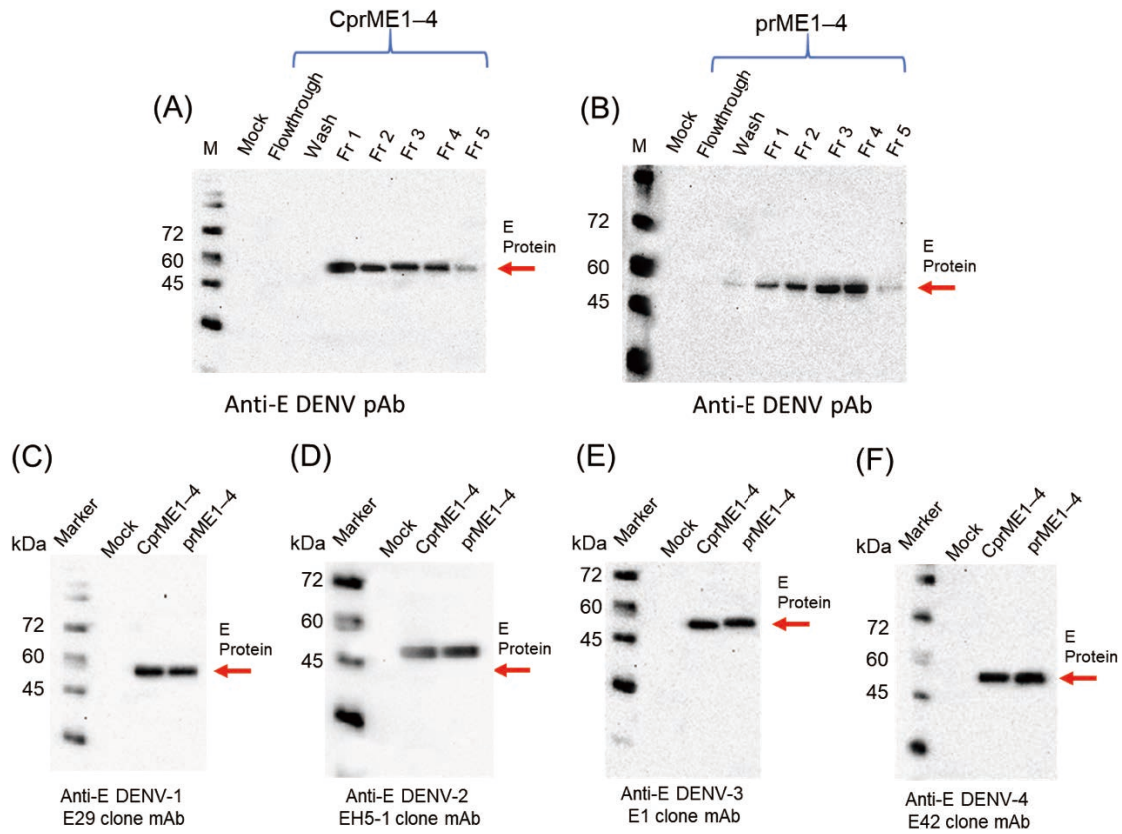 CprME1–4
prME1–4
(A)
M
Mock
Flowthrough
Wash
Fr 1
Fr 2
Fr 3
Fr 4
Fr 5
72
60
45
E
Protein
Anti-E DENV pAb
(B)
M
Mock
Flowthrough
Wash
Fr 1
Fr 2
Fr 3
Fr 4
Fr 5
72
60
45
E
Protein
Anti-E DENV pAb
(C)
kDa
Marker
Mock
CprME1–4
prME1–4
72
60
45
E
Protein
Anti-E DENV-1
E29 clone mAb
(D)
Marker
Mock
CprME1–4
prME1–4
kDa
72
60
45
E
Protein
Anti-E DENV-2
EH5-1 clone mAb
(E)
kDa
Marker
Mock
CprME1–4
prME1–4
72
60
45
E
Protein
Anti-E DENV-3
E1 clone mAb
(F)
kDa
Marker
Mock
CprME1–4
prME1–4
72
60
45
E
Protein
Anti-E DENV-4
E42 clone mAb